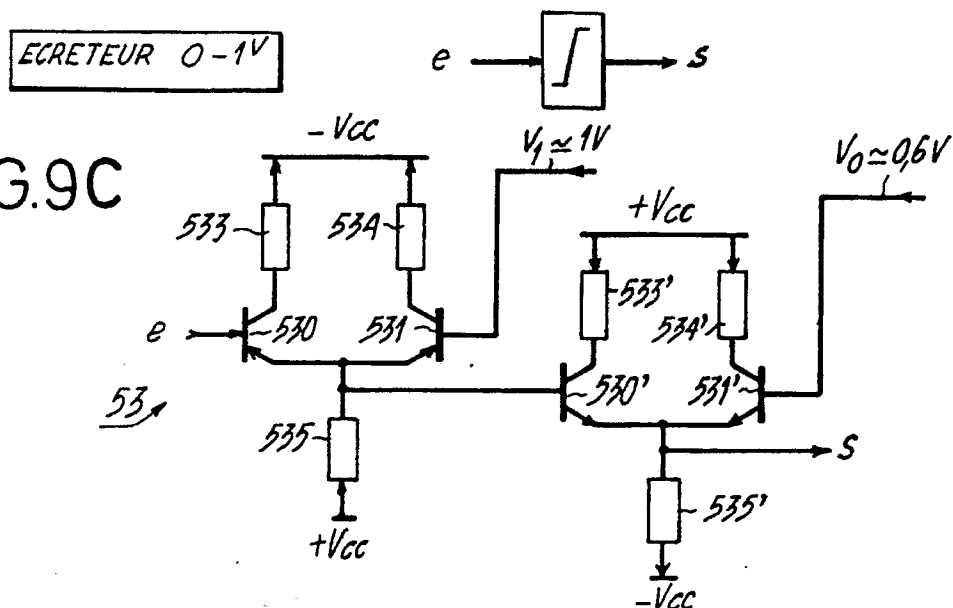 ECRETEUR 0-1V
e
s
G.9C
-Vcc
V1≃1V
V0≃0,6V
+Vcc
533
534
533'
534'
e
530
531
530'
531'
53
535
S
535'
+Vcc
-Vcc